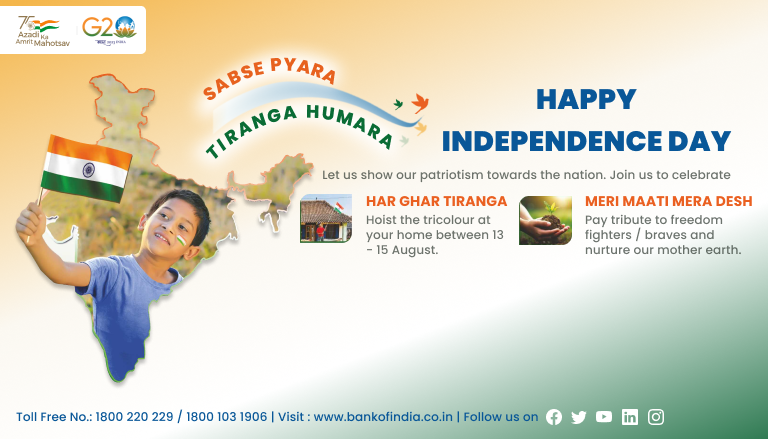 Azadi Ka
Amrit Mahotsav
G20
SABSE PYARA
TIRANGA HUMARA
HAPPY
INDEPENDENCE DAY
Let us show our patriotism towards the nation. Join us to celebrate
HAR GHAR TIRANGA
Hoist the tricolour at
your home between 13
- 15 August.
MERI MAATI MERA DESH
Pay tribute to freedom
fighters / braves and
nurture our mother earth.
Toll Free No.: 1800 220 229 / 1800 103 1906 | Visit : www.bankofindia.co.in | Follow us on